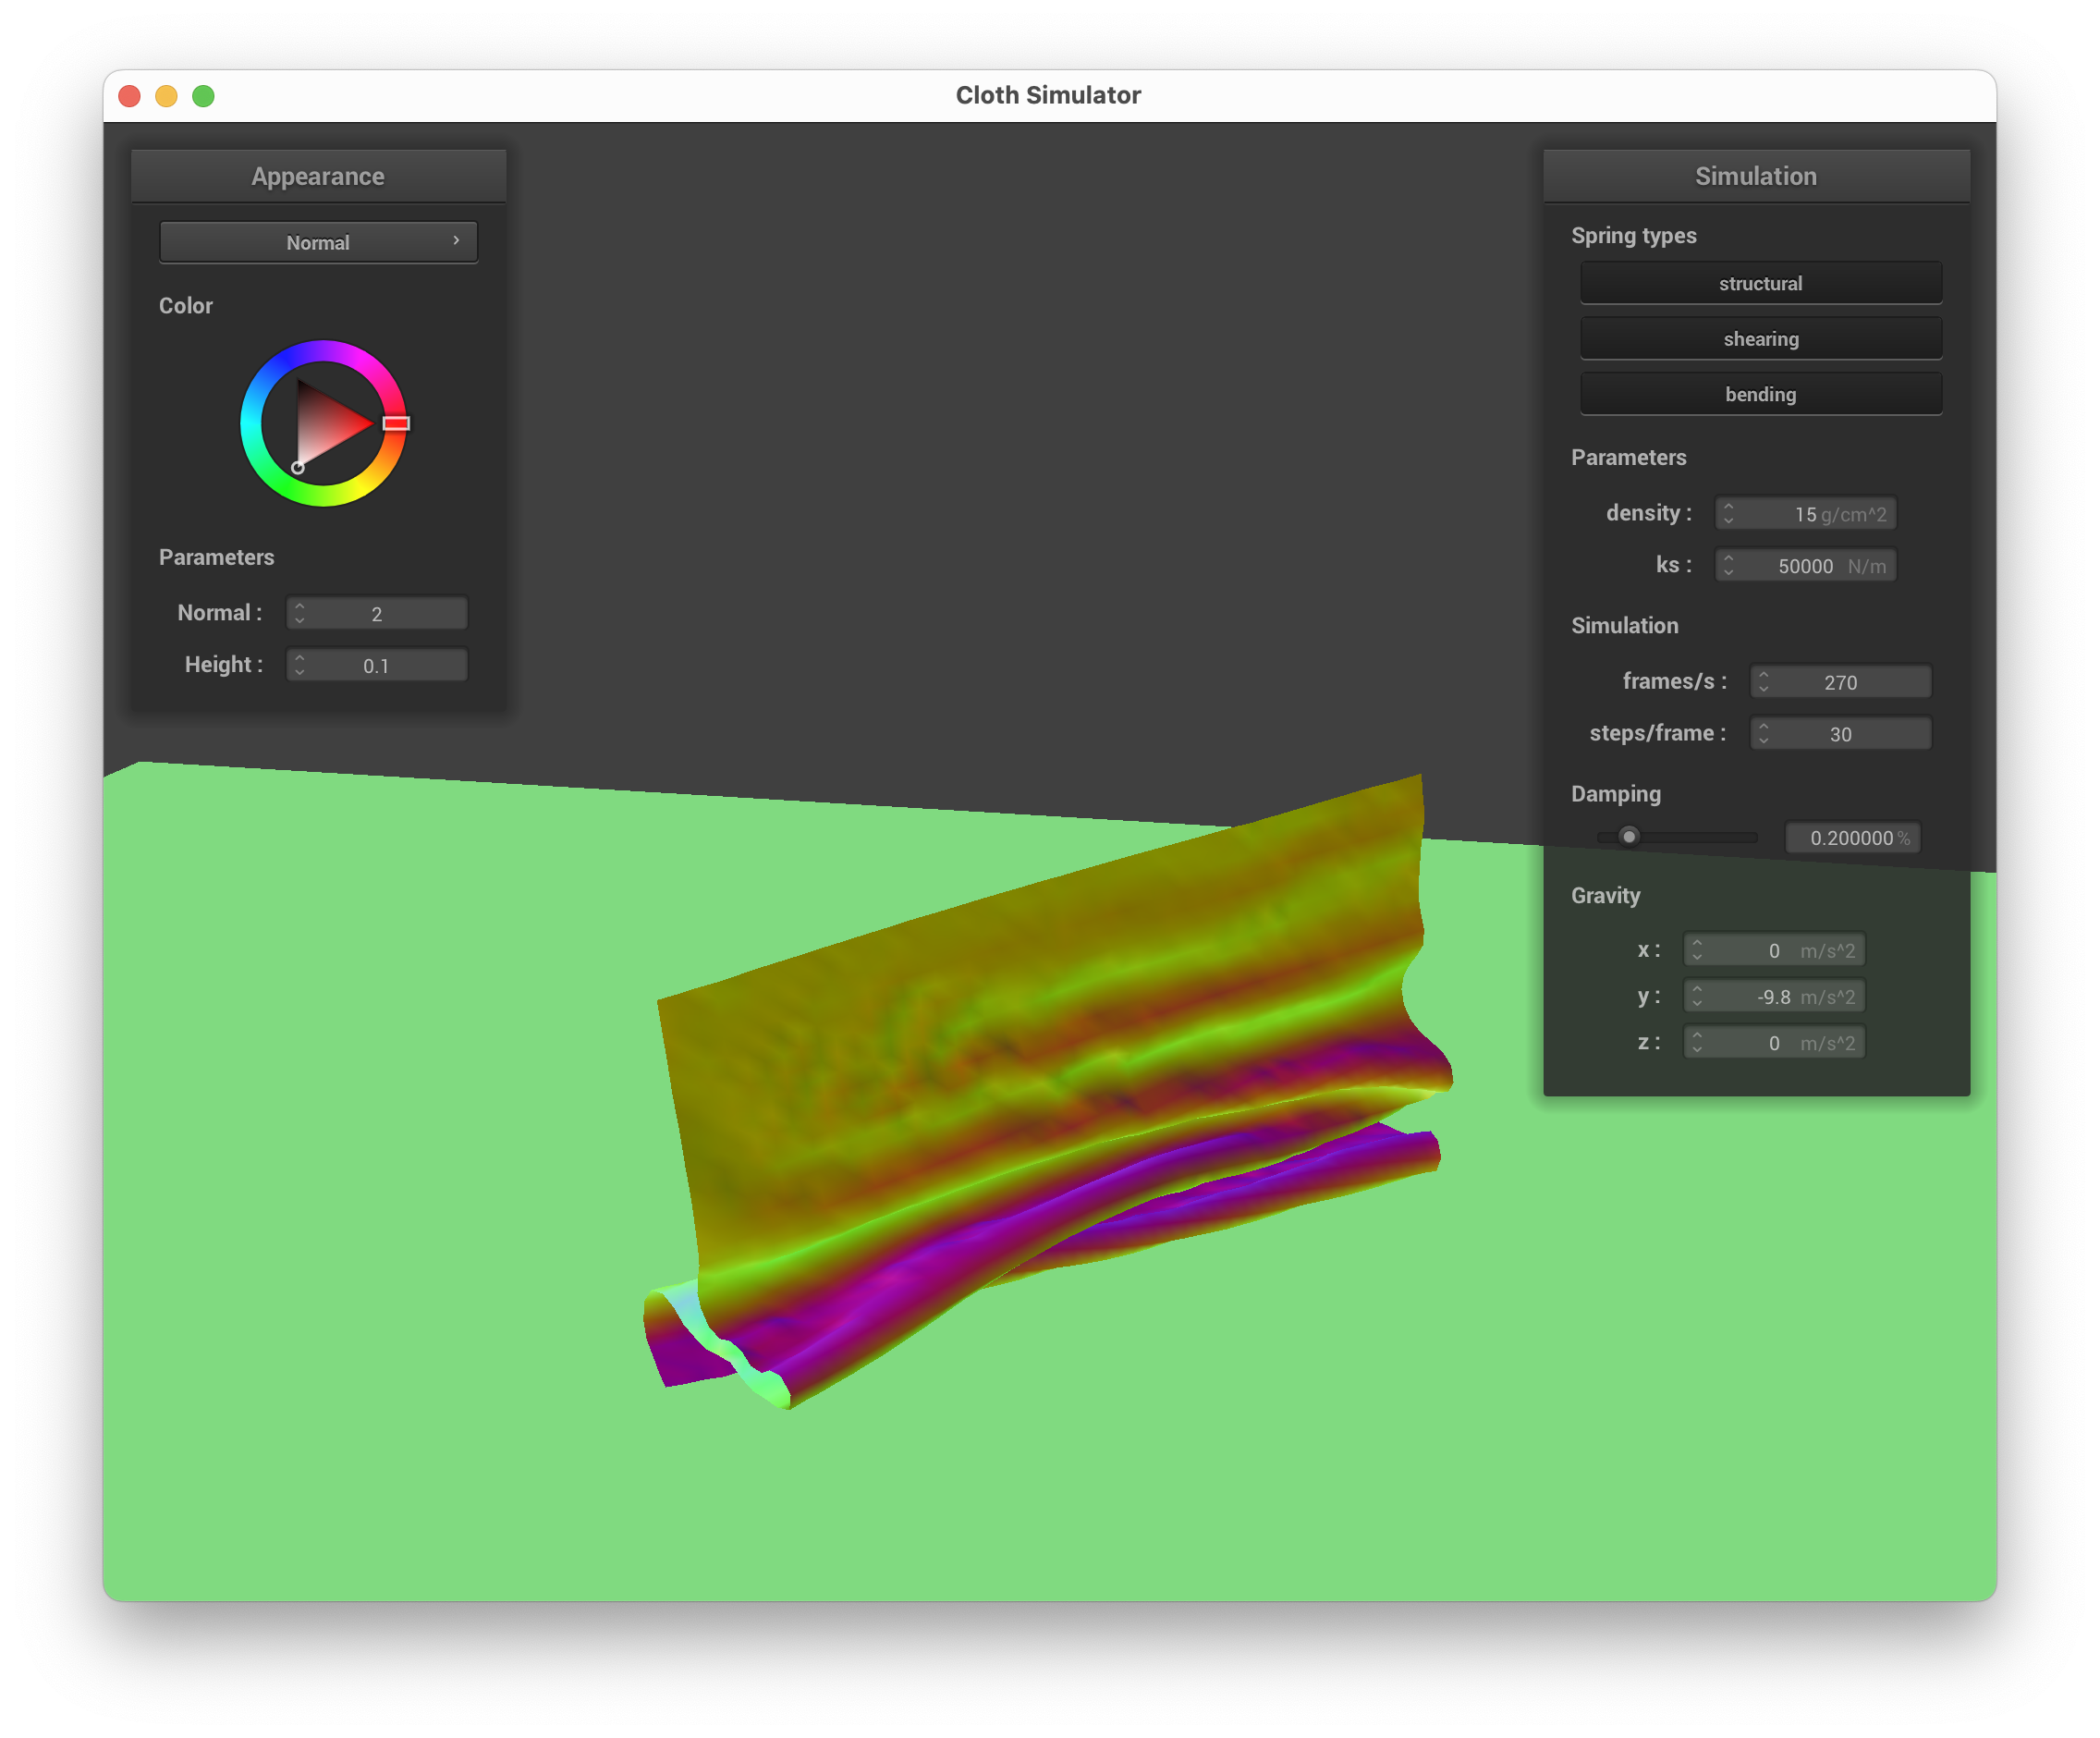 Cloth Simulator
Appearance
Normal
Color
Parameters
Normal : 2
Height : 0.1
Simulation
Spring types
structural
shearing
bending
Parameters
density : 15 g/cm^2
ks : 50000 N/m
Simulation
frames/s : 270
steps/frame : 30
Damping
0.200000 %
Gravity
x : 0 m/s^2
y : -9.8 m/s^2
z : 0 m/s^2